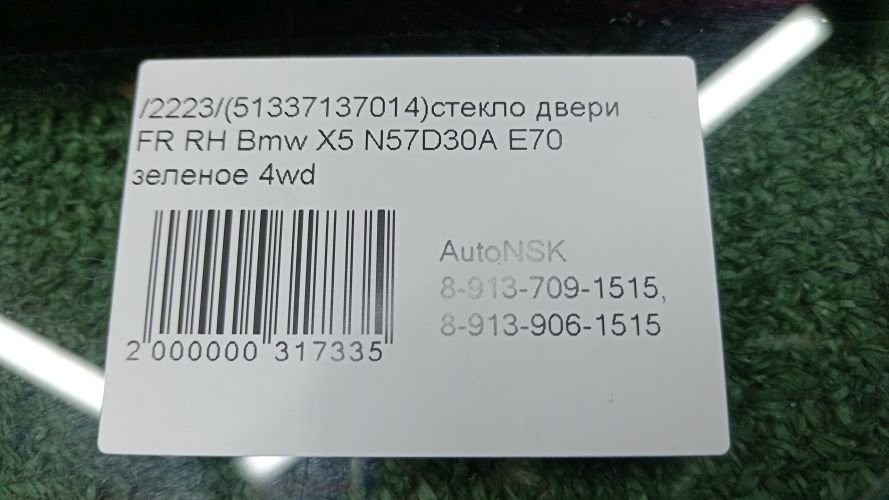 /2223/(51337137014)стекло двери
FR RH Bmw X5 N57D30A E70
зеленое 4wd
AutoNSK
8-913-709-1515,
8-913-906-1515
2 000000 317335